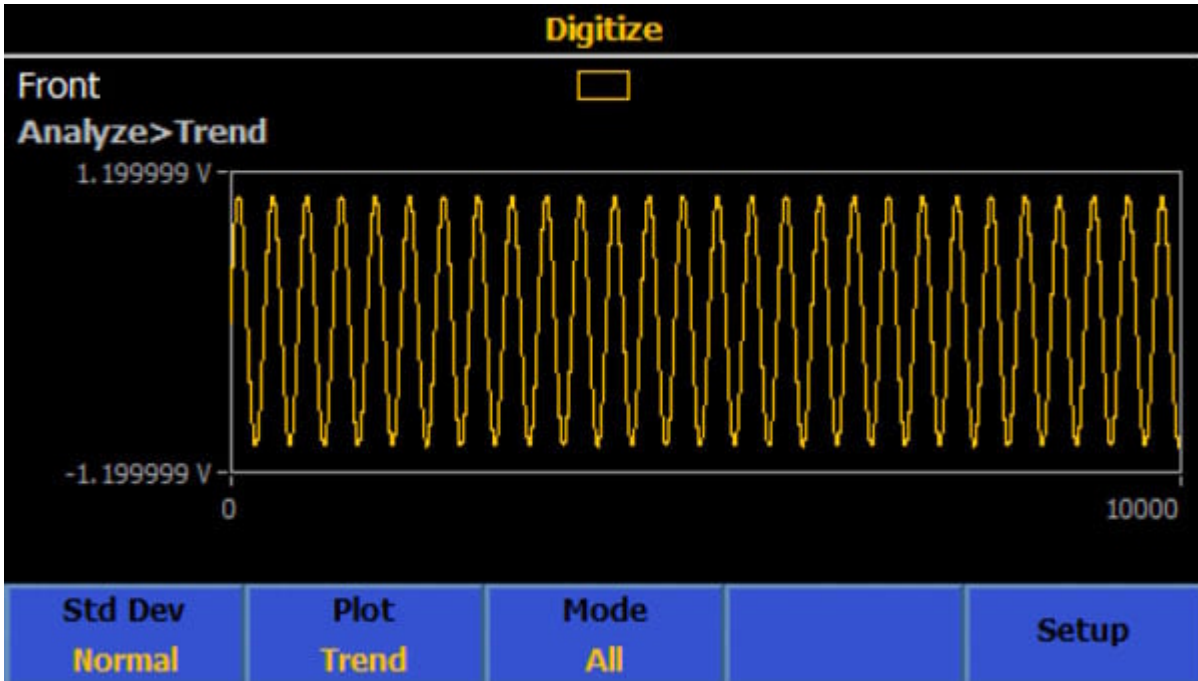 Digitize
Front
Analyze>Trend
1.199999 V
-1.199999 V
0 10000
Std Dev Plot Mode Setup
Normal Trend All